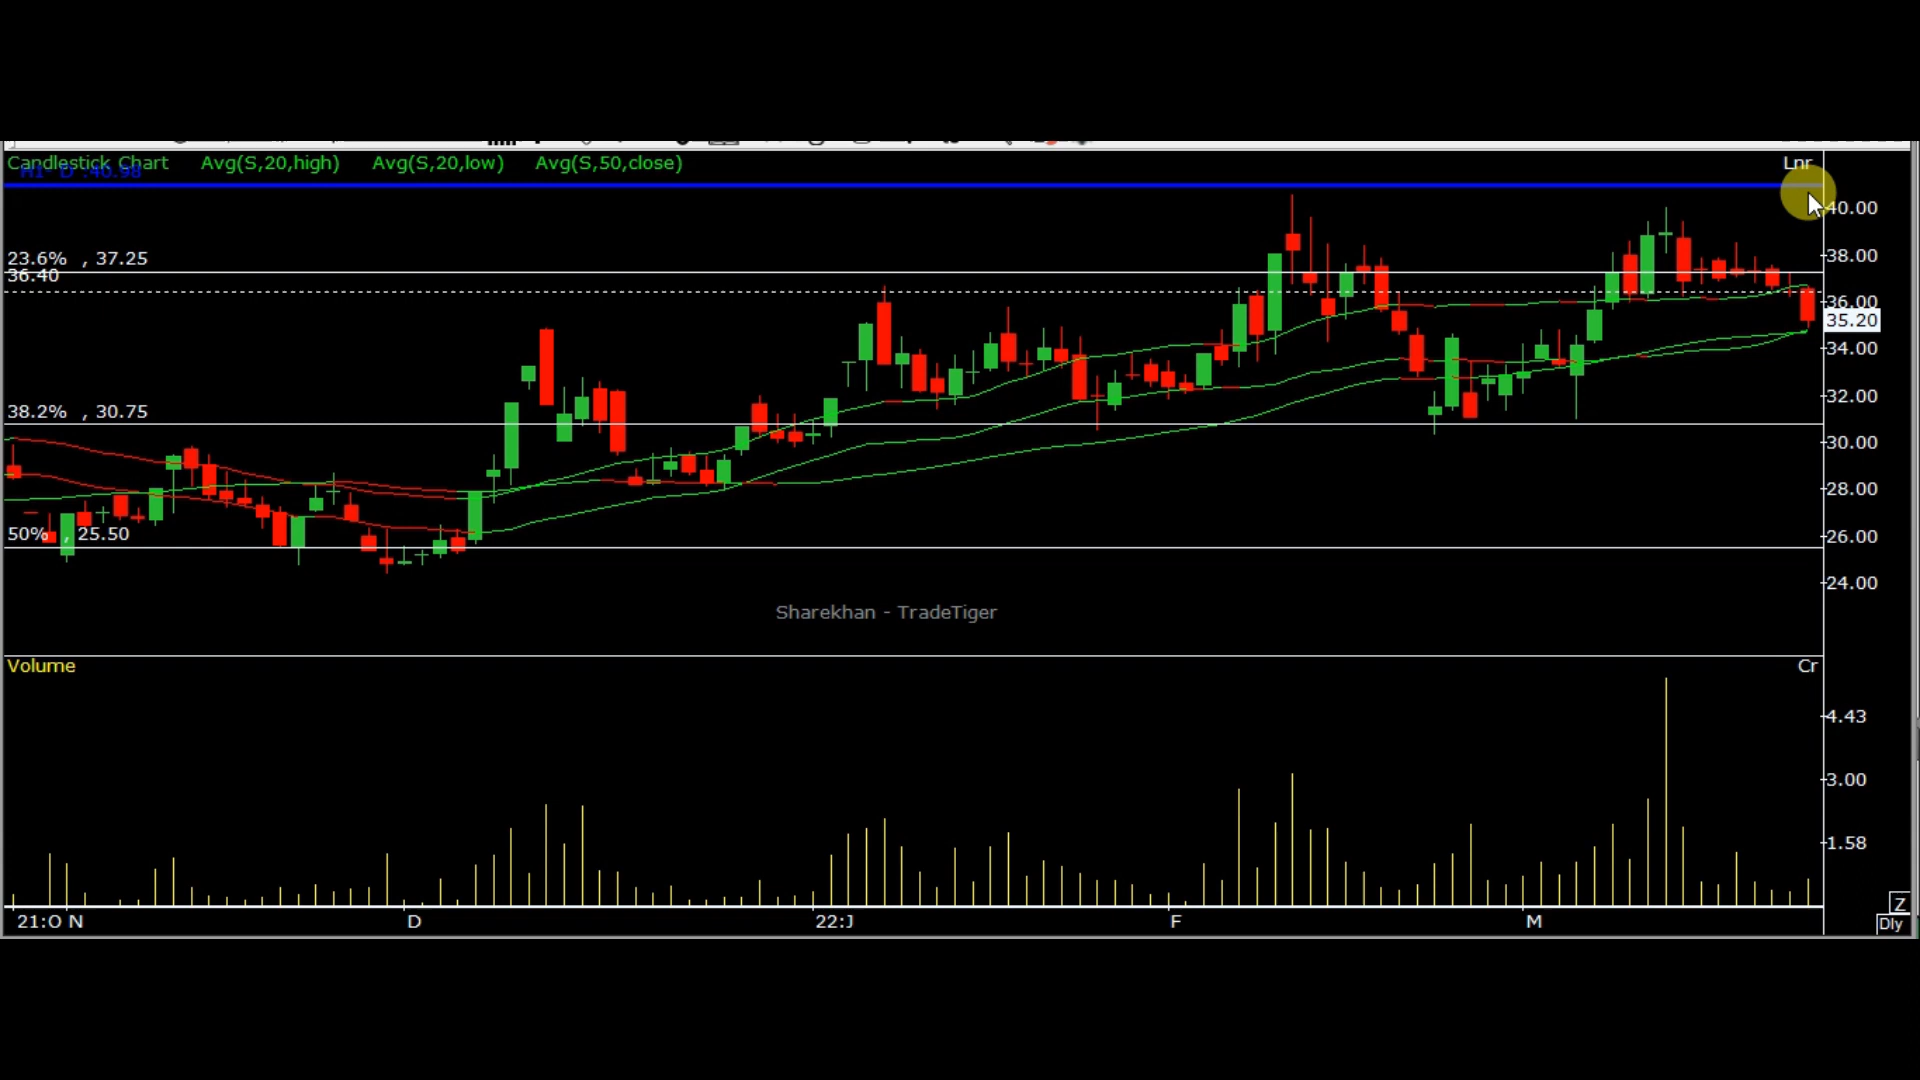 Candlestick Chart Avg(S,20,high) Avg(S,20,low) Avg(S,50,close) Lnr
H1- D :40.98
40.00
23.6% , 37.25
38.00
36.40
36.00
35.20
34.00
38.2% , 30.75
32.00
30.00
28.00
50% , 25.50
26.00
24.00
Sharekhan - TradeTiger
Volume Cr
4.43
3.00
1.58
Z
21:O N D 22:J F M Dly